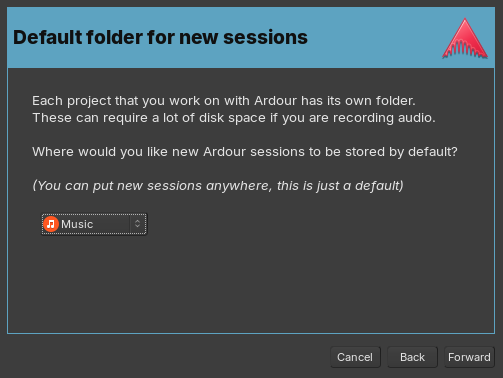 Default folder for new sessions
Each project that you work on with Ardour has its own folder.
These can require a lot of disk space if you are recording audio.
Where would you like new Ardour sessions to be stored by default?
(You can put new sessions anywhere, this is just a default)
Music
Cancel
Back
Forward